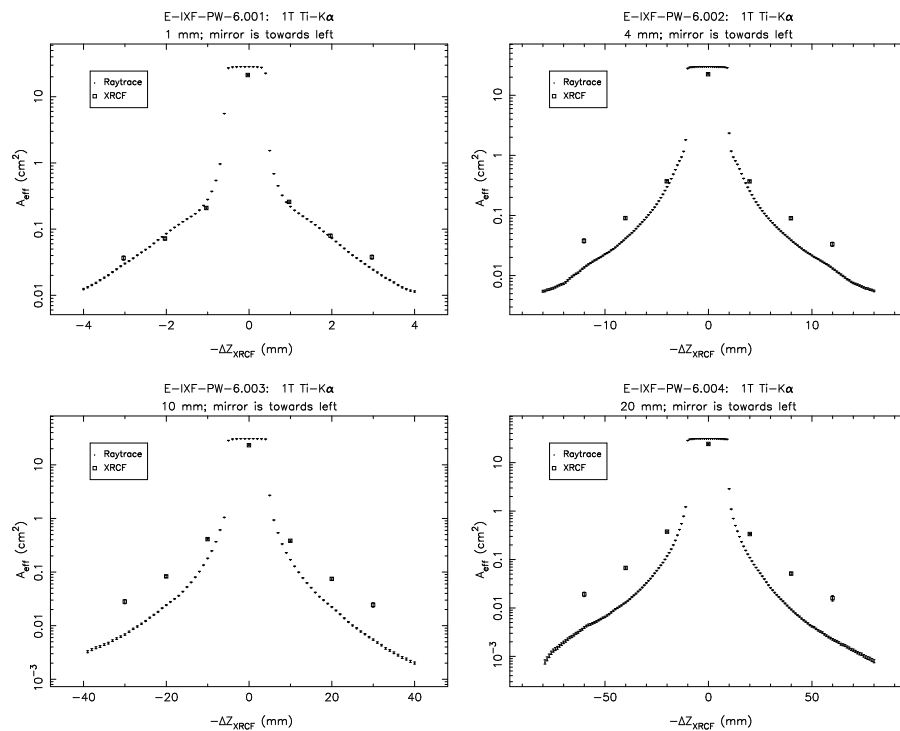 E-IXF-PW-6.001: 1T Ti-Kα
1 mm; mirror is towards left
Raytrace
XRCF
A_eff (cm²)
10
1
0.1
0.01
−4 −2 0 2 4
−ΔZ_XRCF (mm)
E-IXF-PW-6.002: 1T Ti-Kα
4 mm; mirror is towards left
Raytrace
XRCF
A_eff (cm²)
10
1
0.1
0.01
−10 0 10
−ΔZ_XRCF (mm)
E-IXF-PW-6.003: 1T Ti-Kα
10 mm; mirror is towards left
Raytrace
XRCF
A_eff (cm²)
10
1
0.1
0.01
10⁻³
−40 −20 0 20 40
−ΔZ_XRCF (mm)
E-IXF-PW-6.004: 1T Ti-Kα
20 mm; mirror is towards left
Raytrace
XRCF
A_eff (cm²)
10
1
0.1
0.01
10⁻³
−50 0 50
−ΔZ_XRCF (mm)